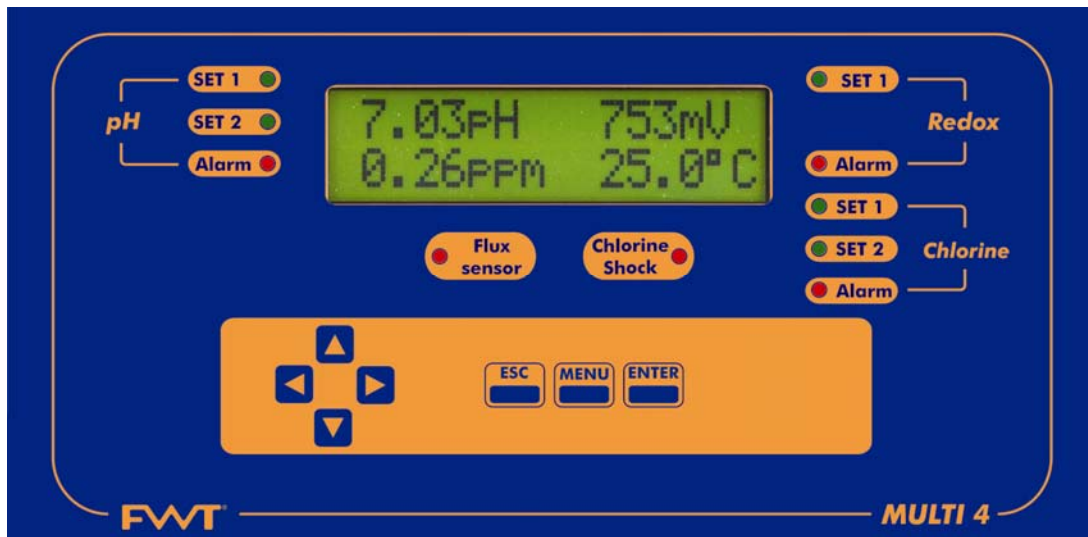 SET 1
SET 2
Alarm
pH
7.03pH 753mV
0.26ppm 25.0°C
SET 1
Alarm
Redox
SET 1
SET 2
Alarm
Chlorine
Flux
sensor
Chlorine
Shock
ESC MENU ENTER
FWT®
MULTI 4